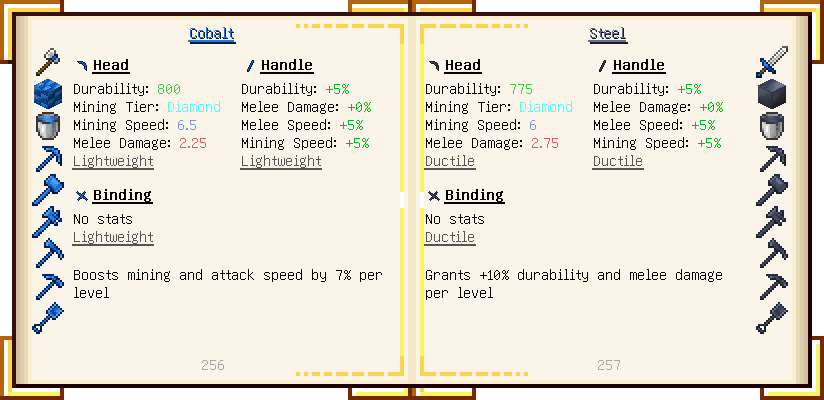 Cobalt
Head
Durability: 800
Mining Tier: Diamond
Mining Speed: 6.5
Melee Damage: 2.25
Lightweight
Handle
Durability: +5%
Melee Damage: +0%
Melee Speed: +5%
Mining Speed: +5%
Lightweight
Binding
No stats
Lightweight
Boosts mining and attack speed by 7% per
level
256
Steel
Head
Durability: 775
Mining Tier: Diamond
Mining Speed: 6
Melee Damage: 2.75
Ductile
Handle
Durability: +5%
Melee Damage: +0%
Melee Speed: +5%
Mining Speed: +5%
Ductile
Binding
No stats
Ductile
Grants +10% durability and melee damage
per level
257